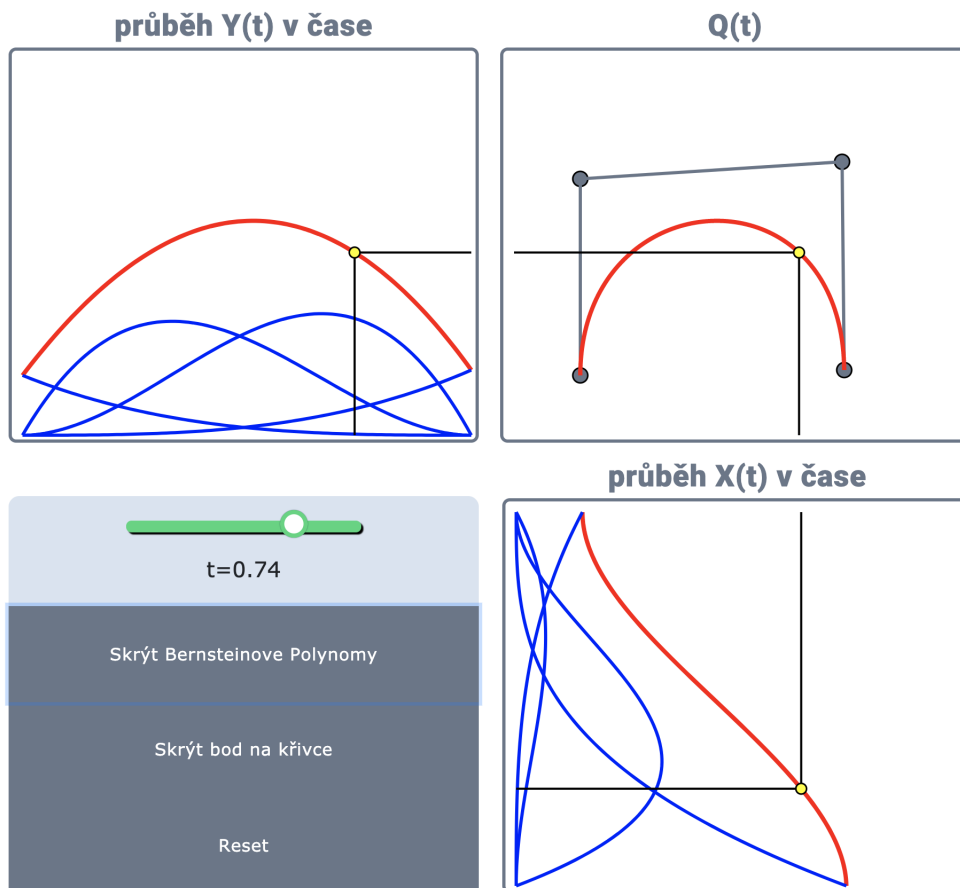 průběh Y(t) v čase
Q(t)
průběh X(t) v čase
t=0.74
Skrýt Bernsteinove Polynomy
Skrýt bod na křivce
Reset